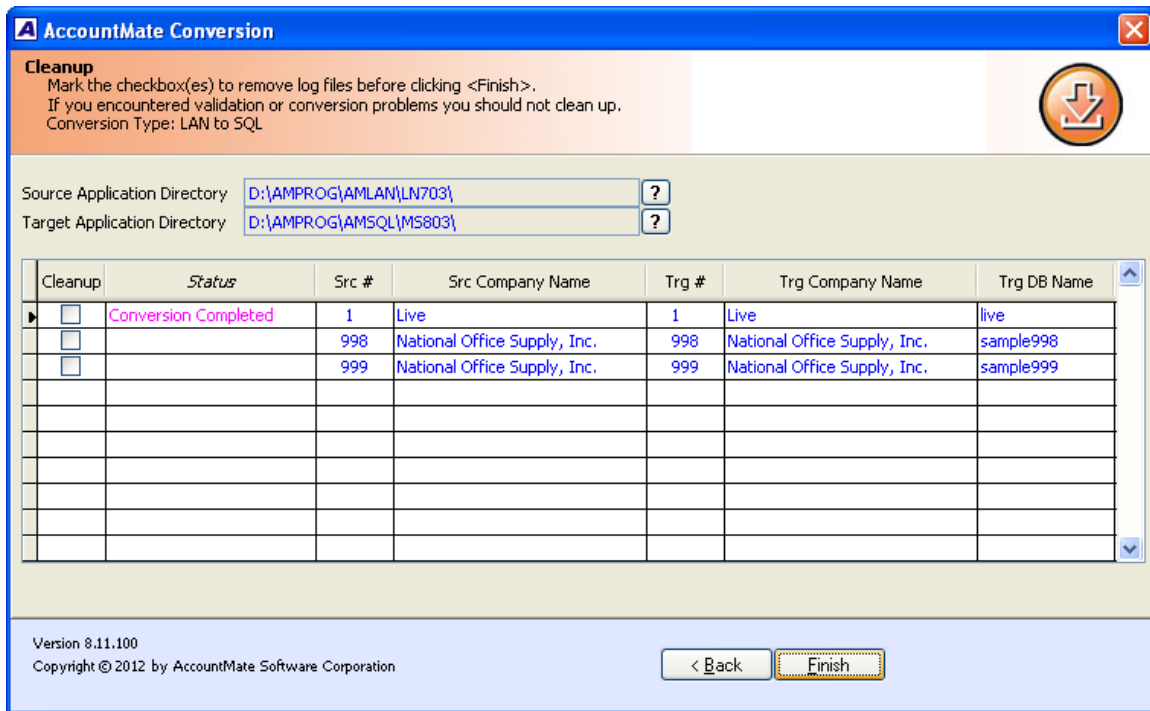 AccountMate Conversion
Cleanup
Mark the checkbox(es) to remove log files before clicking <Finish>.
If you encountered validation or conversion problems you should not clean up.
Conversion Type: LAN to SQL
Source Application Directory D:\AMPROG\AMLAN\LN703\ ?
Target Application Directory D:\AMPROG\AMSQL\MS803\ ?
Cleanup Status Src # Src Company Name Trg # Trg Company Name Trg DB Name
Conversion Completed 1 Live 1 Live live
998 National Office Supply, Inc. 998 National Office Supply, Inc. sample998
999 National Office Supply, Inc. 999 National Office Supply, Inc. sample999
Version 8.11.100
Copyright © 2012 by AccountMate Software Corporation
< Back Finish